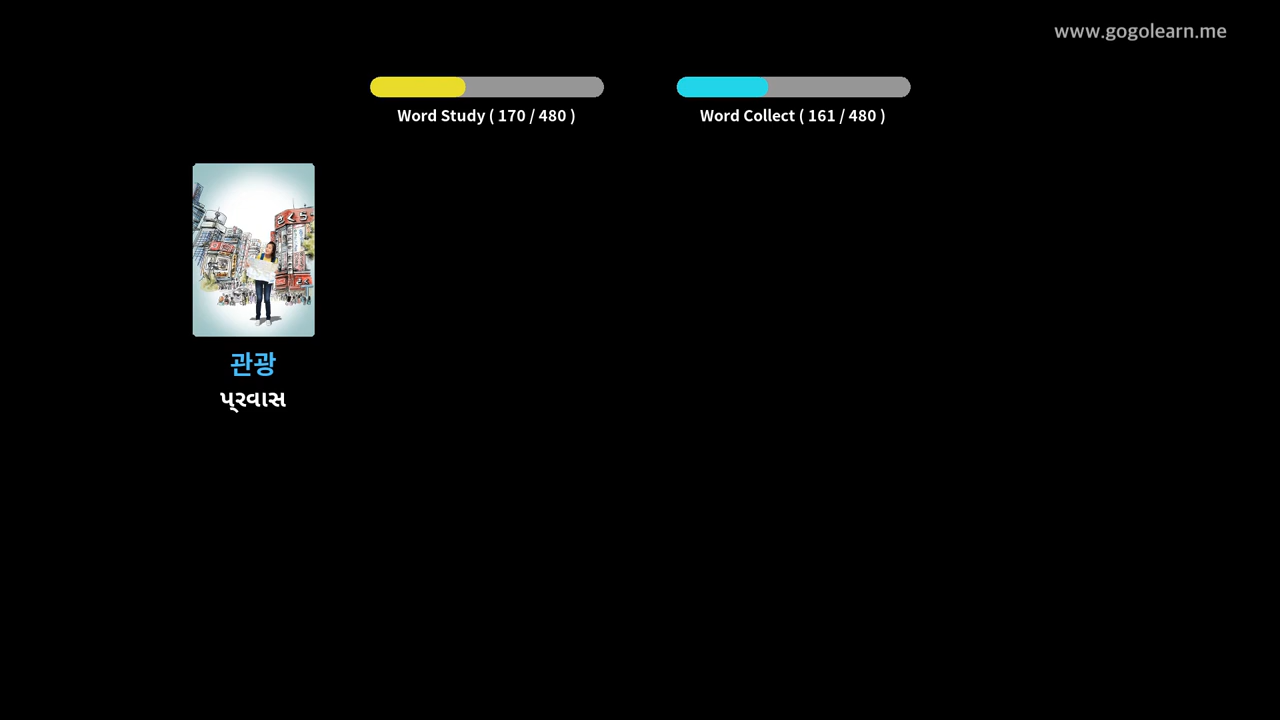 www.gogolearn.me
Word Study ( 170 / 480 )
Word Collect ( 161 / 480 )
관광
પ્રવાસ